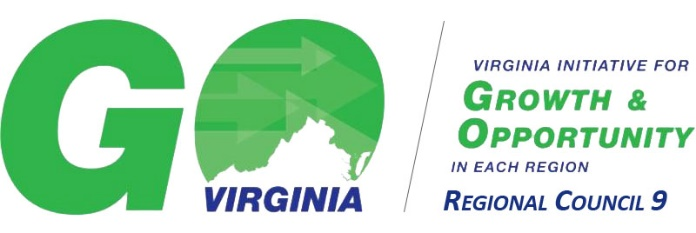 GO
VIRGINIA
VIRGINIA INITIATIVE FOR
GROWTH &
OPPORTUNITY
IN EACH REGION
REGIONAL COUNCIL 9